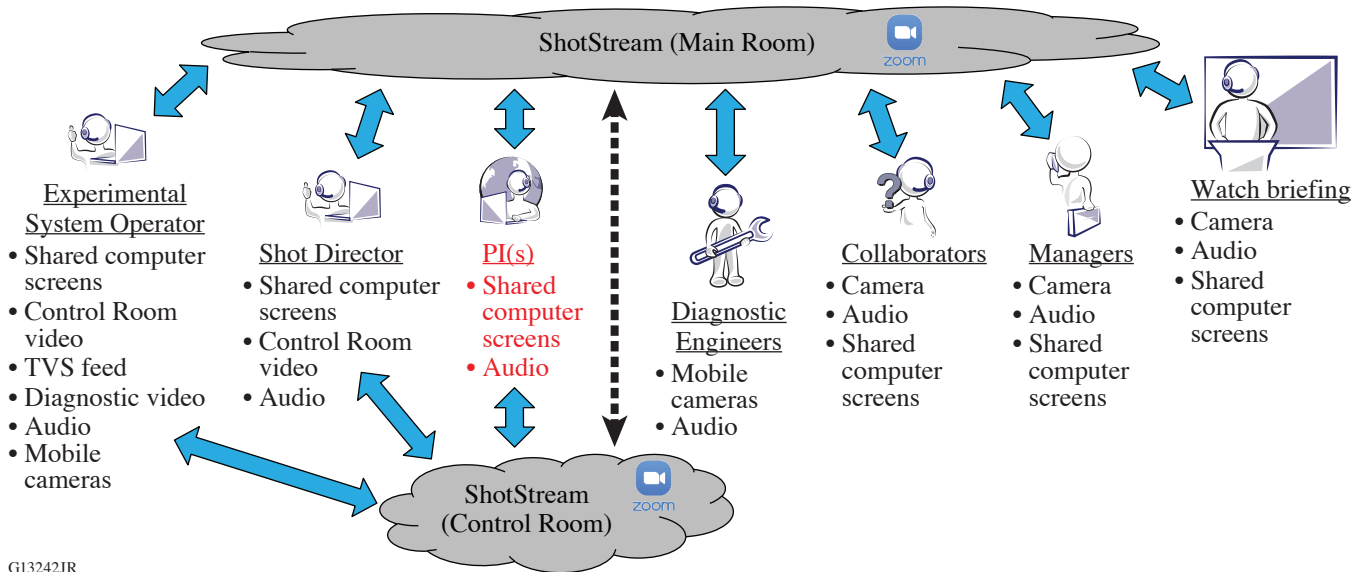 ShotStream (Main Room)
zoom
Experimental
System Operator
• Shared computer
screens
• Control Room
video
• TVS feed
• Diagnostic video
• Audio
• Mobile
cameras
Shot Director
• Shared computer
screens
• Control Room
video
• Audio
PI(s)
• Shared
computer
screens
• Audio
Diagnostic
Engineers
• Mobile
cameras
• Audio
Collaborators
• Camera
• Audio
• Shared
computer
screens
Managers
• Camera
• Audio
• Shared
computer
screens
Watch briefing
• Camera
• Audio
• Shared
computer
screens
ShotStream
(Control Room)
zoom
G13242JR